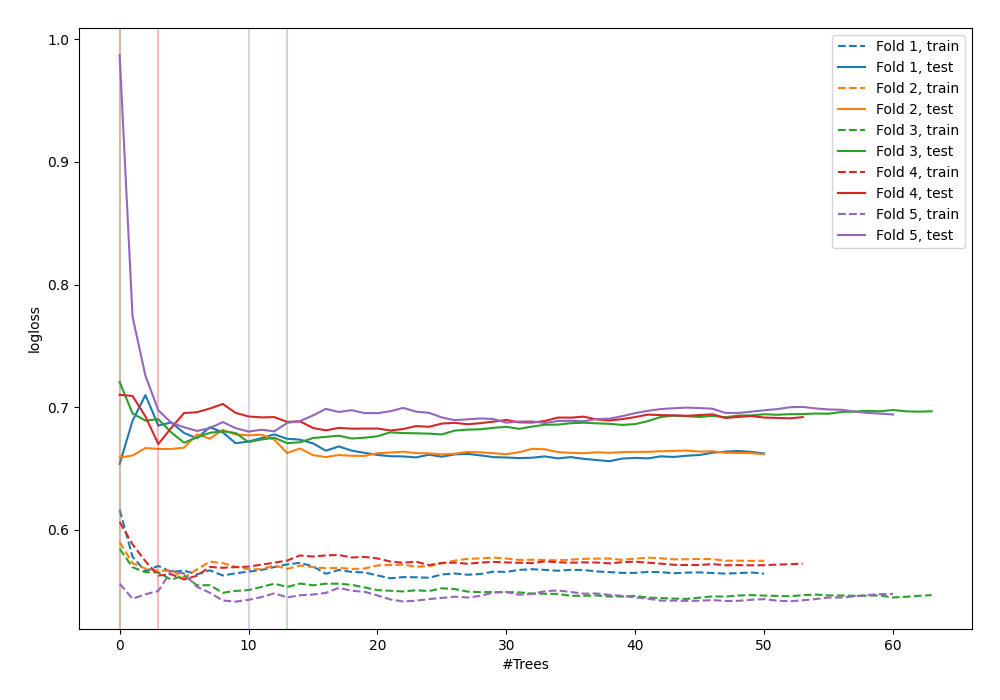 1.0
0.9
0.8
0.7
0.6
logloss
0
10
20
30
40
50
60
#Trees
Fold 1, train
Fold 1, test
Fold 2, train
Fold 2, test
Fold 3, train
Fold 3, test
Fold 4, train
Fold 4, test
Fold 5, train
Fold 5, test